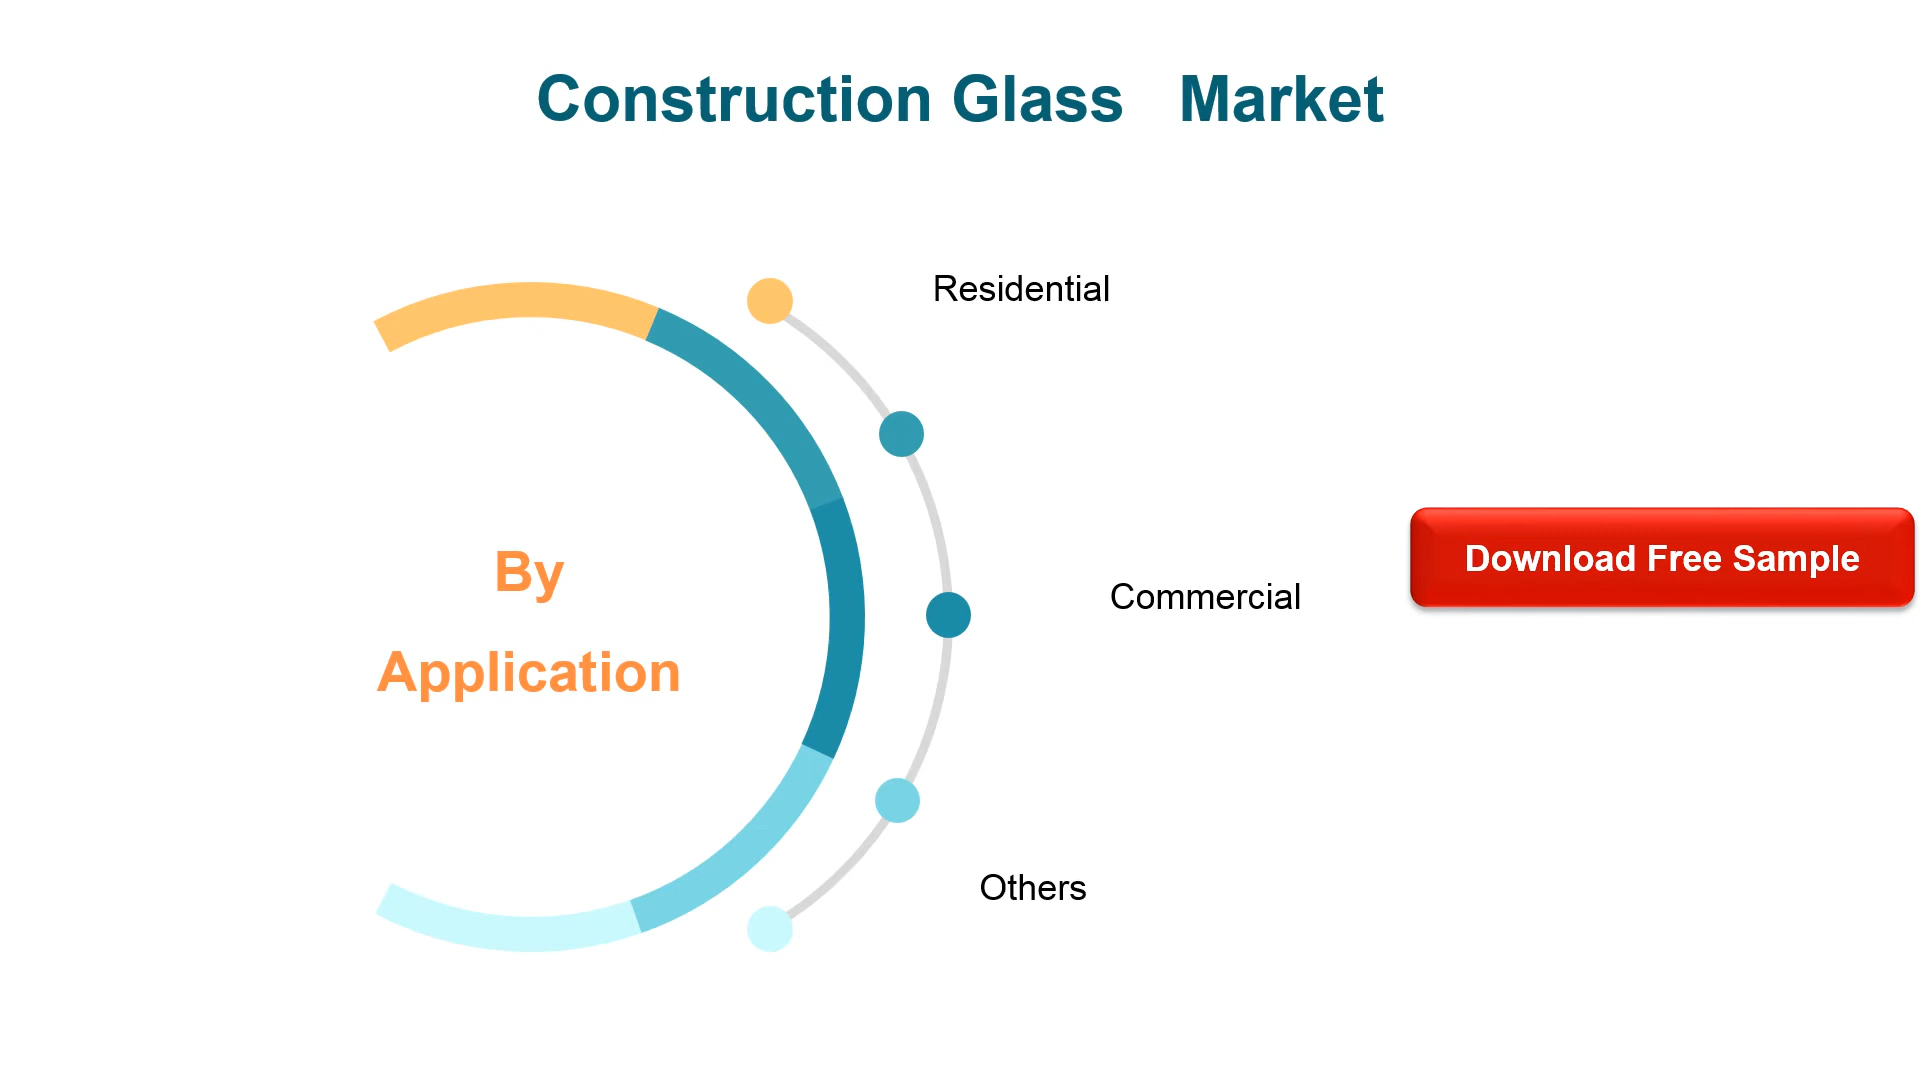 Construction Glass   Market
Residential
By
Application
Commercial
Download Free Sample
Others